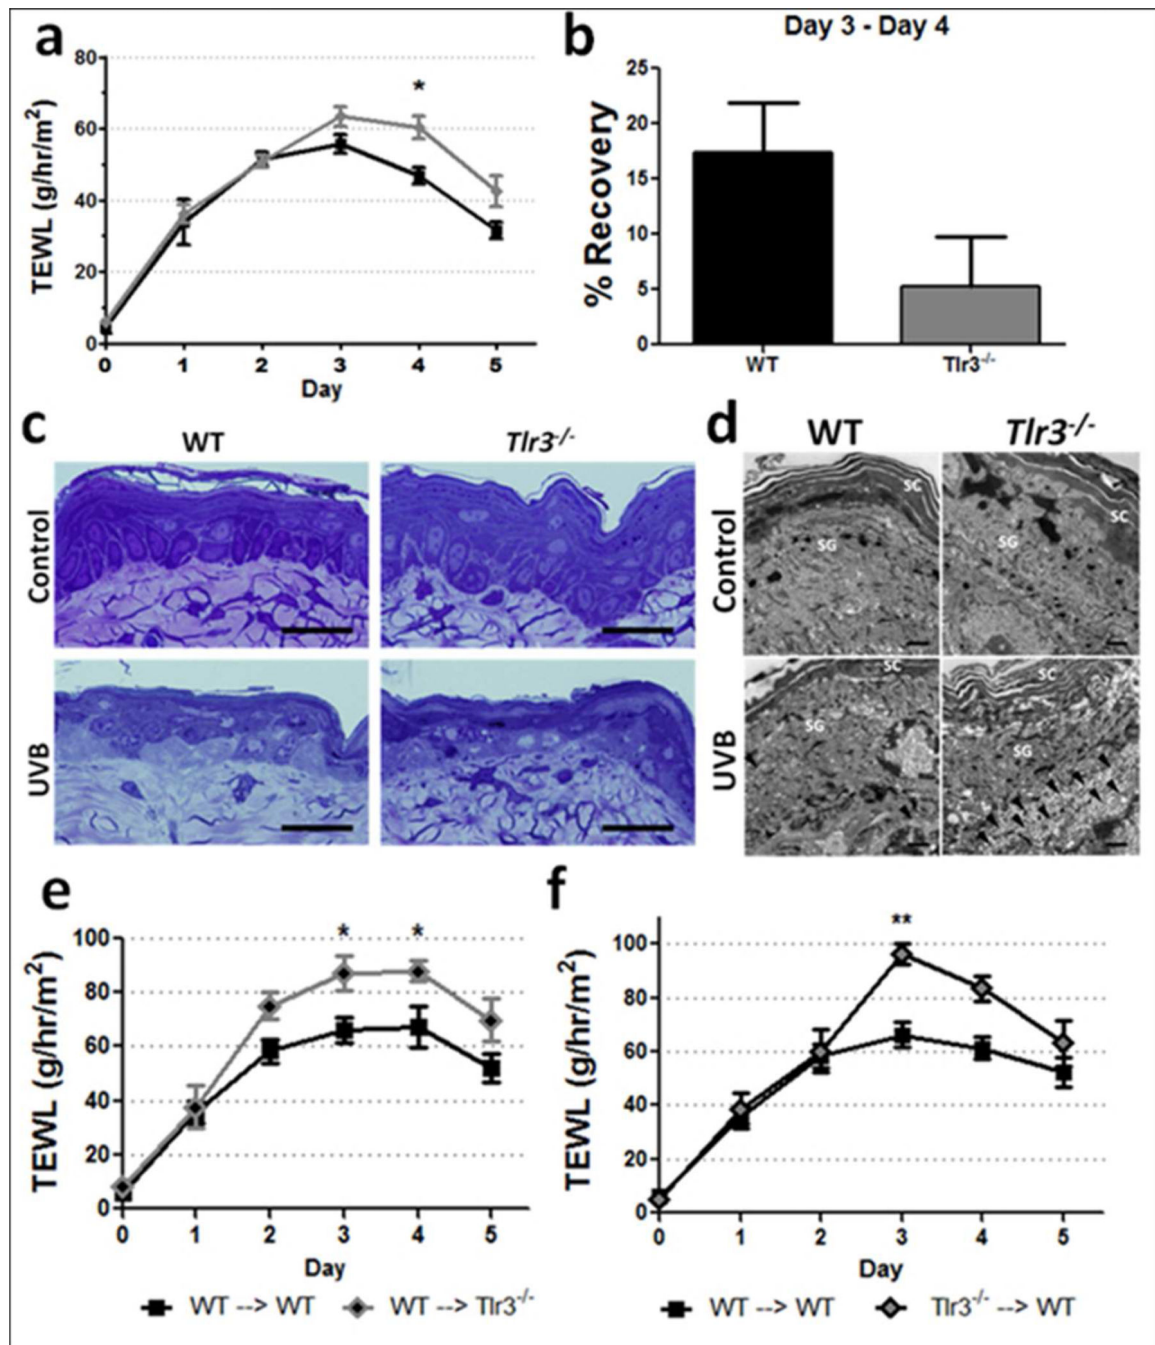 a
TEWL (g/hr/m²)
80
60
40
20
0
*
0 1 2 3 4 5
Day
b
Day 3 - Day 4
% Recovery
25
20
15
10
5
0
WT Tlr3⁻/⁻
c
WT Tlr3⁻/⁻
Control
UVB
d
WT Tlr3⁻/⁻
Control
SC
SG
SC
SG
UVB
SC
SG
SC
SG
e
TEWL (g/hr/m²)
100
80
60
40
20
0
* *
0 1 2 3 4 5
Day
WT --> WT WT --> Tlr3⁻/⁻
f
TEWL (g/hr/m²)
100
80
60
40
20
0
**
0 1 2 3 4 5
Day
WT --> WT Tlr3⁻/⁻ --> WT